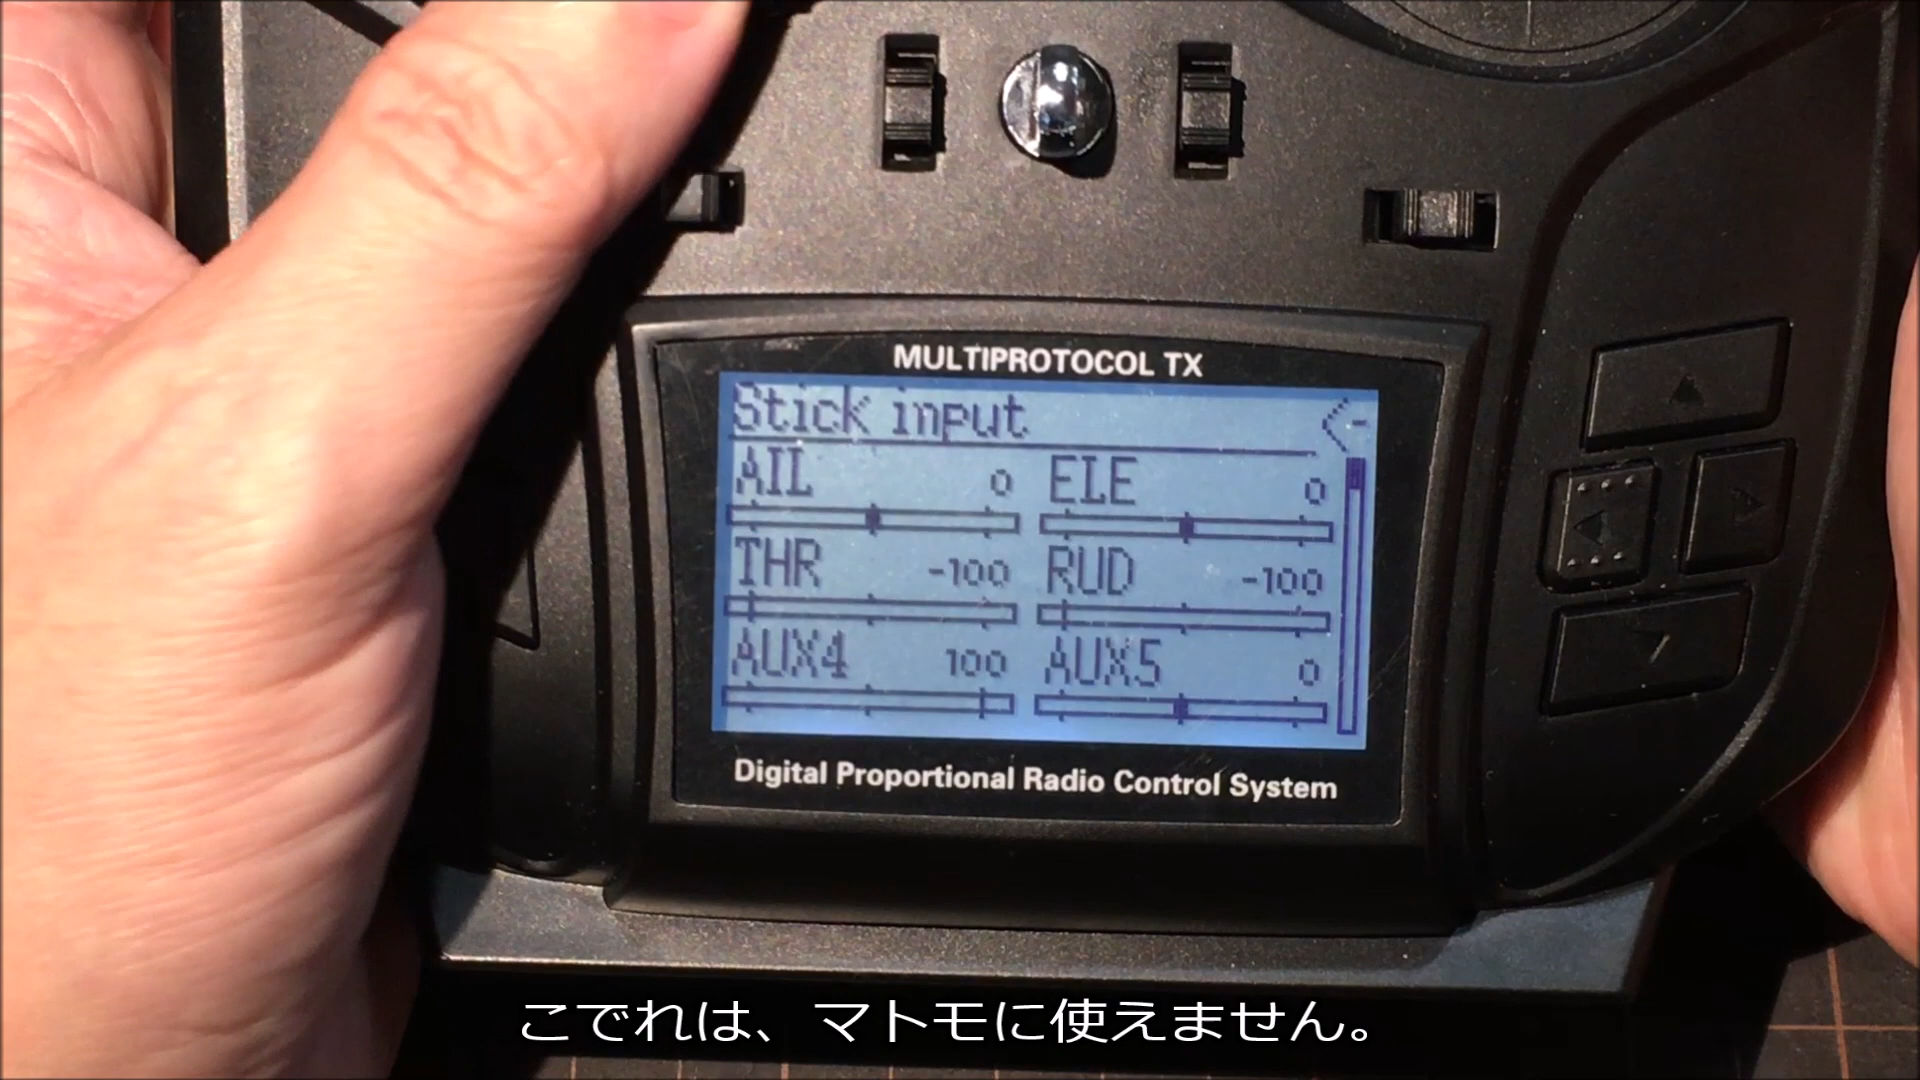 MULTIPROTOCOL TX
Stick input <-
AIL 0 ELE 0
THR -100 RUD -100
AUX4 100 AUX5 0
Digital Proportional Radio Control System
こでれは、マトモに使えません。